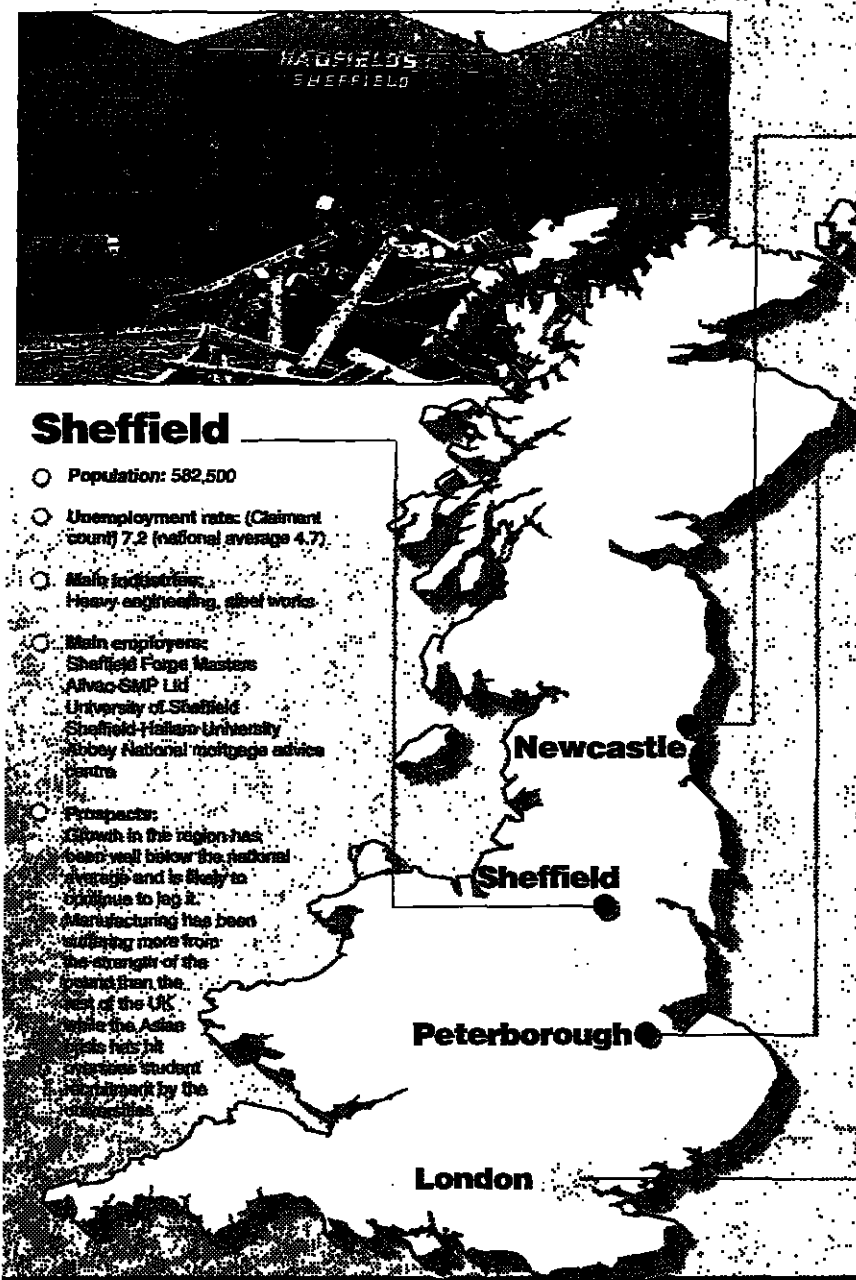 HADFIELDS
SHEFFIELD
Sheffield
Population: 582,500
Unemployment rate: (Claimant
count) 7.2 (national average 4.7)
Main industries:
Heavy engineering, steel works
Main employers:
Sheffield Forge Masters
Allvac-SMP Ltd
University of Sheffield
Sheffield Hallam University
Abbey National mortgage advice
centre
Prospects:
Growth in the region has
been well below the national
average and is likely to
continue to lag it.
Manufacturing has been
suffering more from
the strength of the
pound than the
rest of the UK
while the Asian
crisis has hit
overseas student
recruitment by the
universities
Newcastle
Sheffield
Peterborough
London